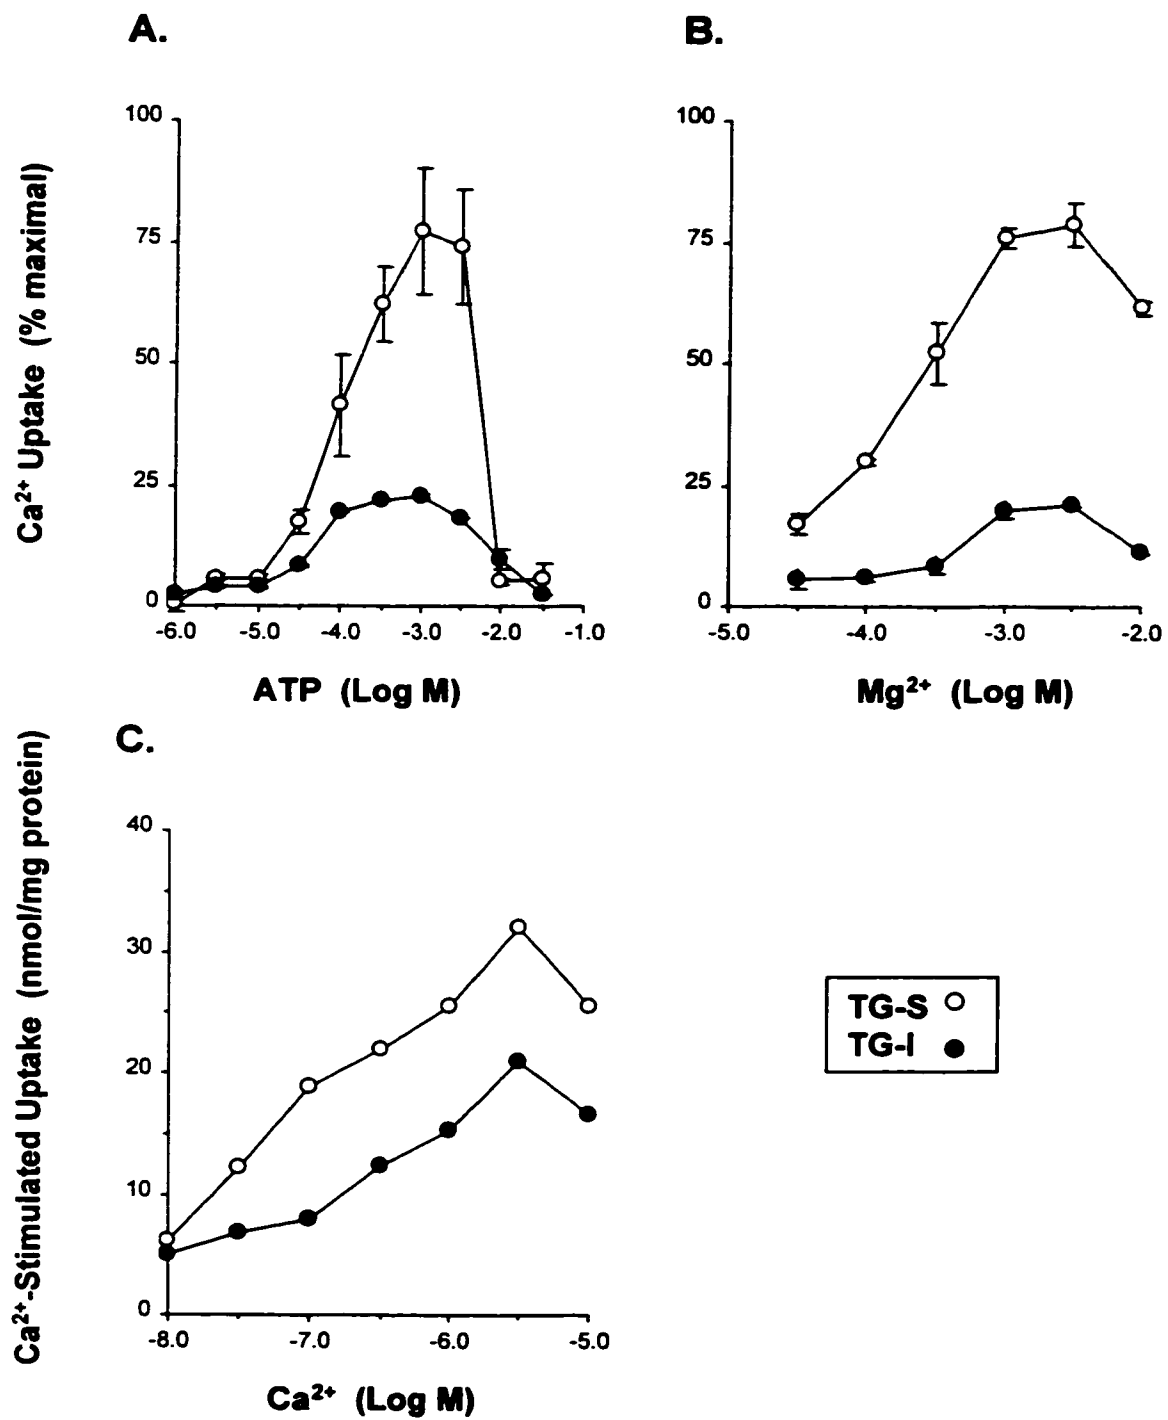 A.
Ca²⁺ Uptake (% maximal)
100
75
50
25
0
-6.0 -5.0 -4.0 -3.0 -2.0 -1.0
ATP (Log M)
B.
100
75
50
25
0
-5.0 -4.0 -3.0 -2.0
Mg²⁺ (Log M)
C.
Ca²⁺-Stimulated Uptake (nmol/mg protein)
40
30
20
10
0
-8.0 -7.0 -6.0 -5.0
Ca²⁺ (Log M)
TG-S
TG-I